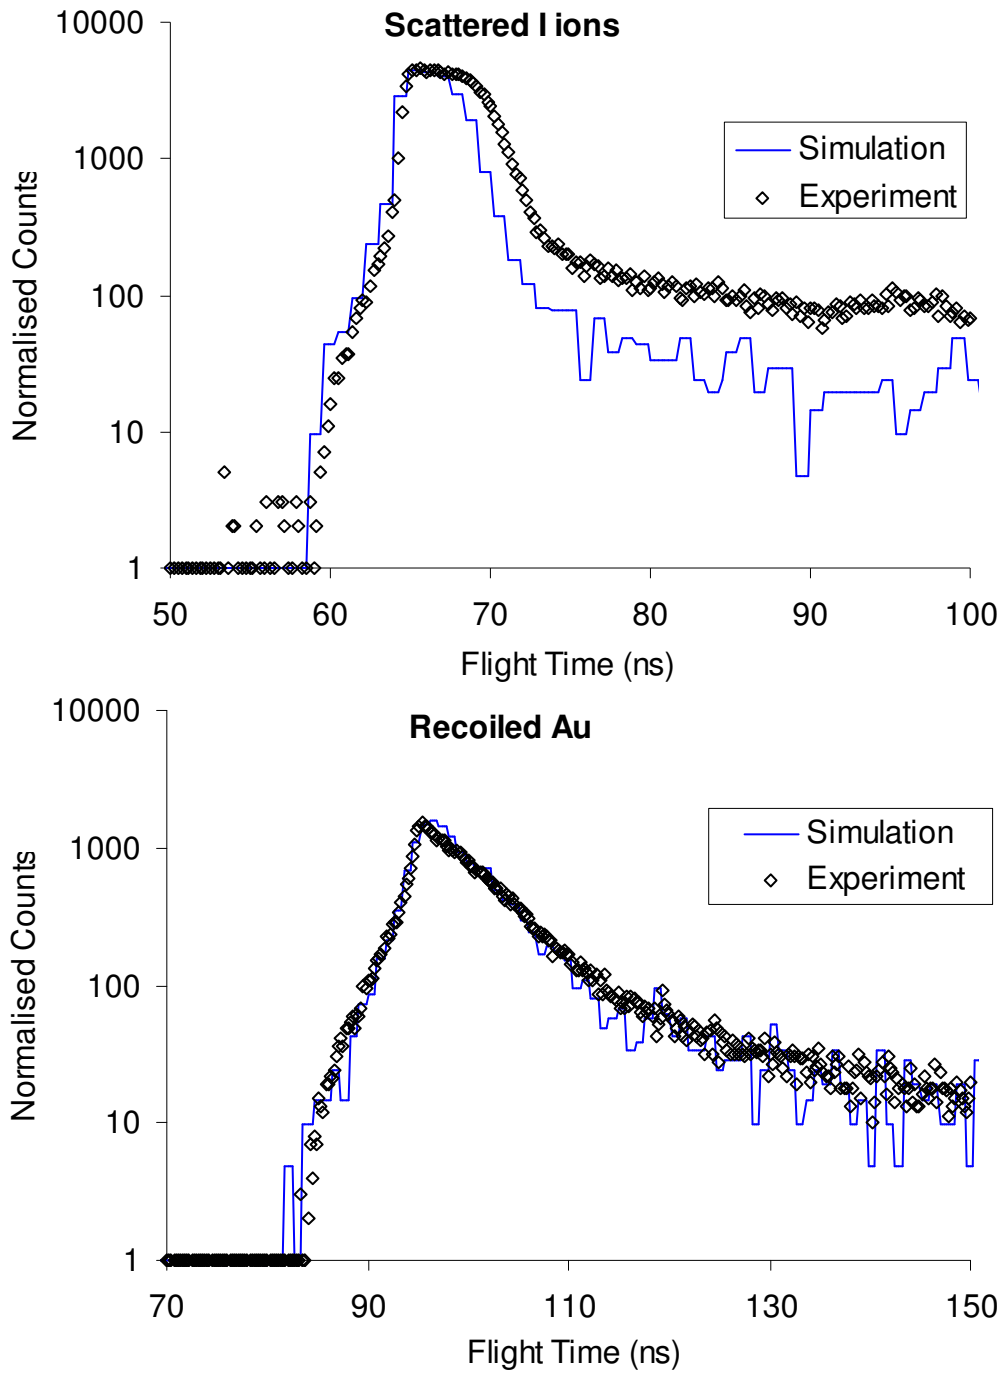 Scattered I ions
10000
1000
100
10
1
Normalised Counts
Simulation
Experiment
50 60 70 80 90 100
Flight Time (ns)
Recoiled Au
10000
1000
100
10
1
Normalised Counts
Simulation
Experiment
70 90 110 130 150
Flight Time (ns)